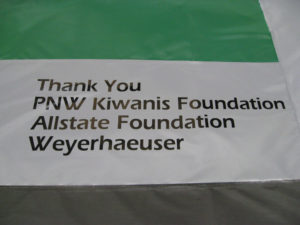 Thank You
PNW Kiwanis Foundation
Allstate Foundation
Weyerhaeuser